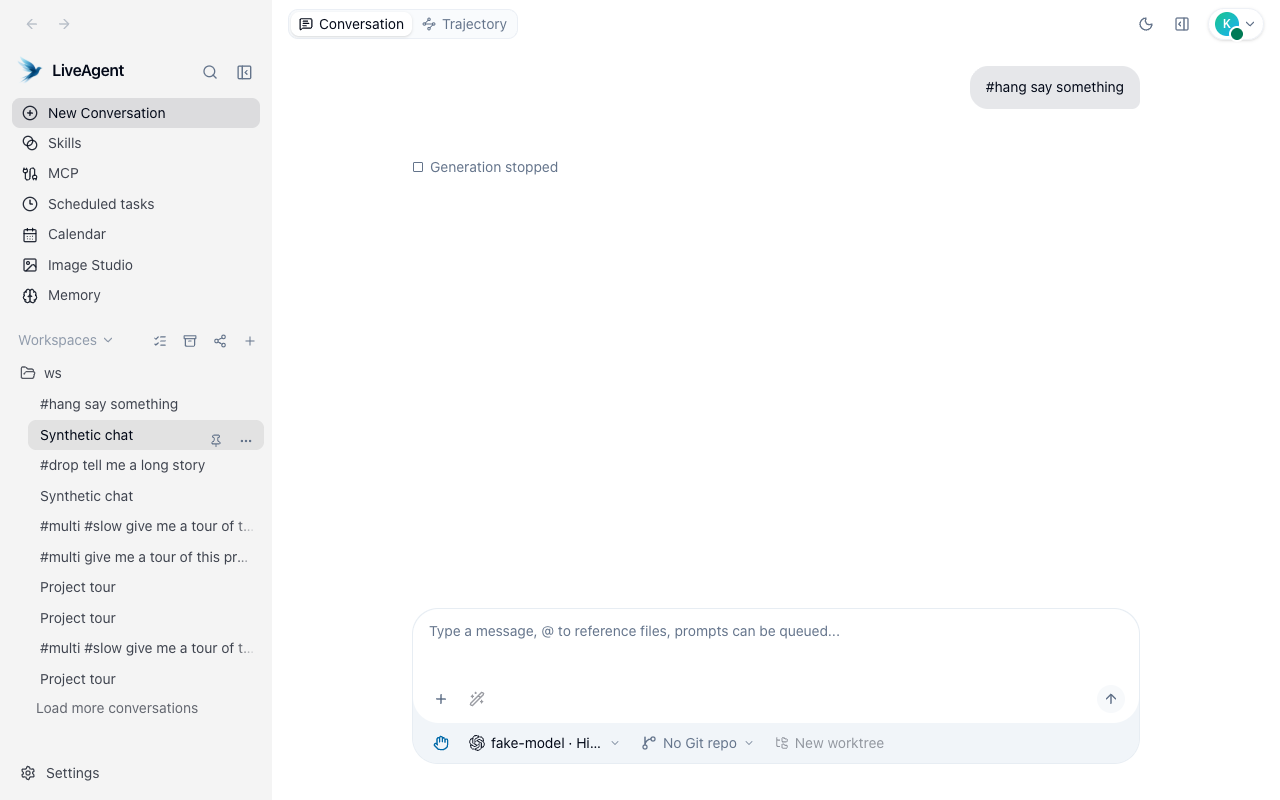 Conversation
Trajectory
K
LiveAgent
New Conversation
Skills
MCP
Scheduled tasks
Calendar
Image Studio
Memory
Workspaces
ws
#hang say something
Synthetic chat
#drop tell me a long story
Synthetic chat
#multi #slow give me a tour of t...
#multi give me a tour of this pr...
Project tour
Project tour
#multi #slow give me a tour of t...
Project tour
Load more conversations
Settings
#hang say something
Generation stopped
Type a message, @ to reference files, prompts can be queued...
fake-model · Hi...
No Git repo
New worktree